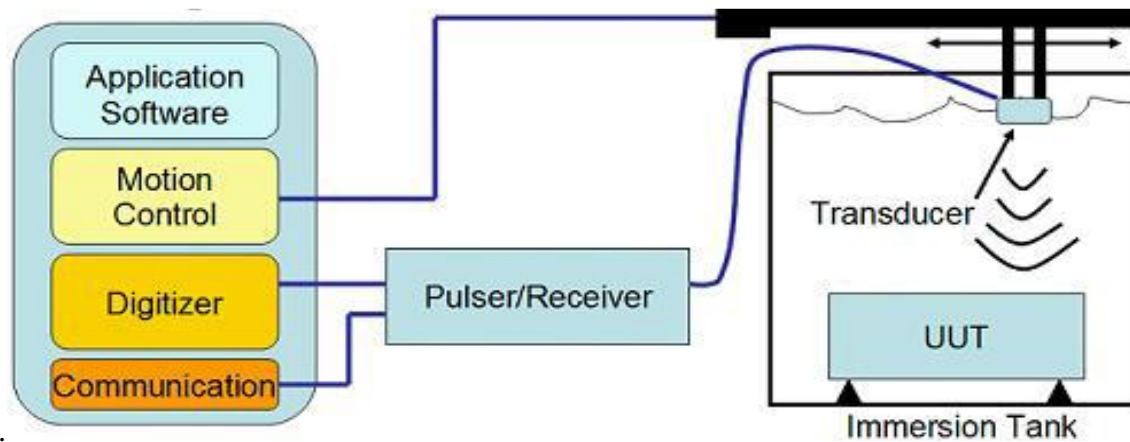 Application
Software
Motion
Control
Digitizer
Communication
Pulser/Receiver
Transducer
UUT
Immersion Tank
.